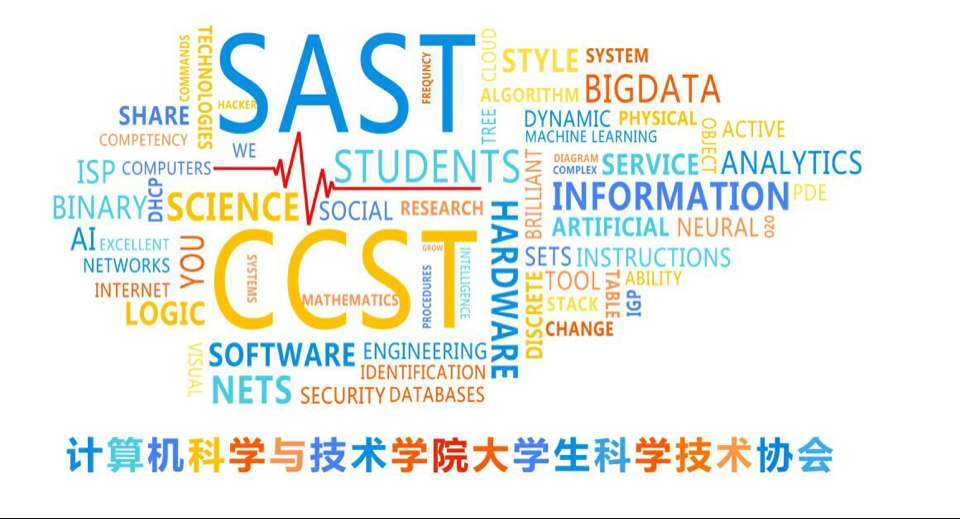 COMMANDS
TECHNOLOGIES
SAST
HACKER
FREQUNCY
CLOUD
STYLE
SYSTEM
ALGORITHM
BIGDATA
SHARE
COMPETENCY
WE
TREE
DYNAMIC
PHYSICAL
MACHINE LEARNING
OBJECT
ACTIVE
ISP
COMPUTERS
STUDENTS
BRILLIANT
DIAGRAM
COMPLEX
SERVICE
ANALYTICS
BINARY
DHCP
SCIENCE
SOCIAL
RESEARCH
INFORMATION
PDE
HARDWARE
ARTIFICIAL
NEURAL
O2O
AI
EXCELLENT
NETWORKS
YOU
CCST
SYSTEMS
GROW
INTELLIGENCE
MATHEMATICS
PROCEDURES
SETS
INSTRUCTIONS
INTERNET
LOGIC
DISCRETE
TOOL
TABLE
ABILITY
STACK
IGP
CHANGE
VISUAL
SOFTWARE
ENGINEERING
IDENTIFICATION
NETS
SECURITY
DATABASES
计算机科学与技术学院大学生科学技术协会